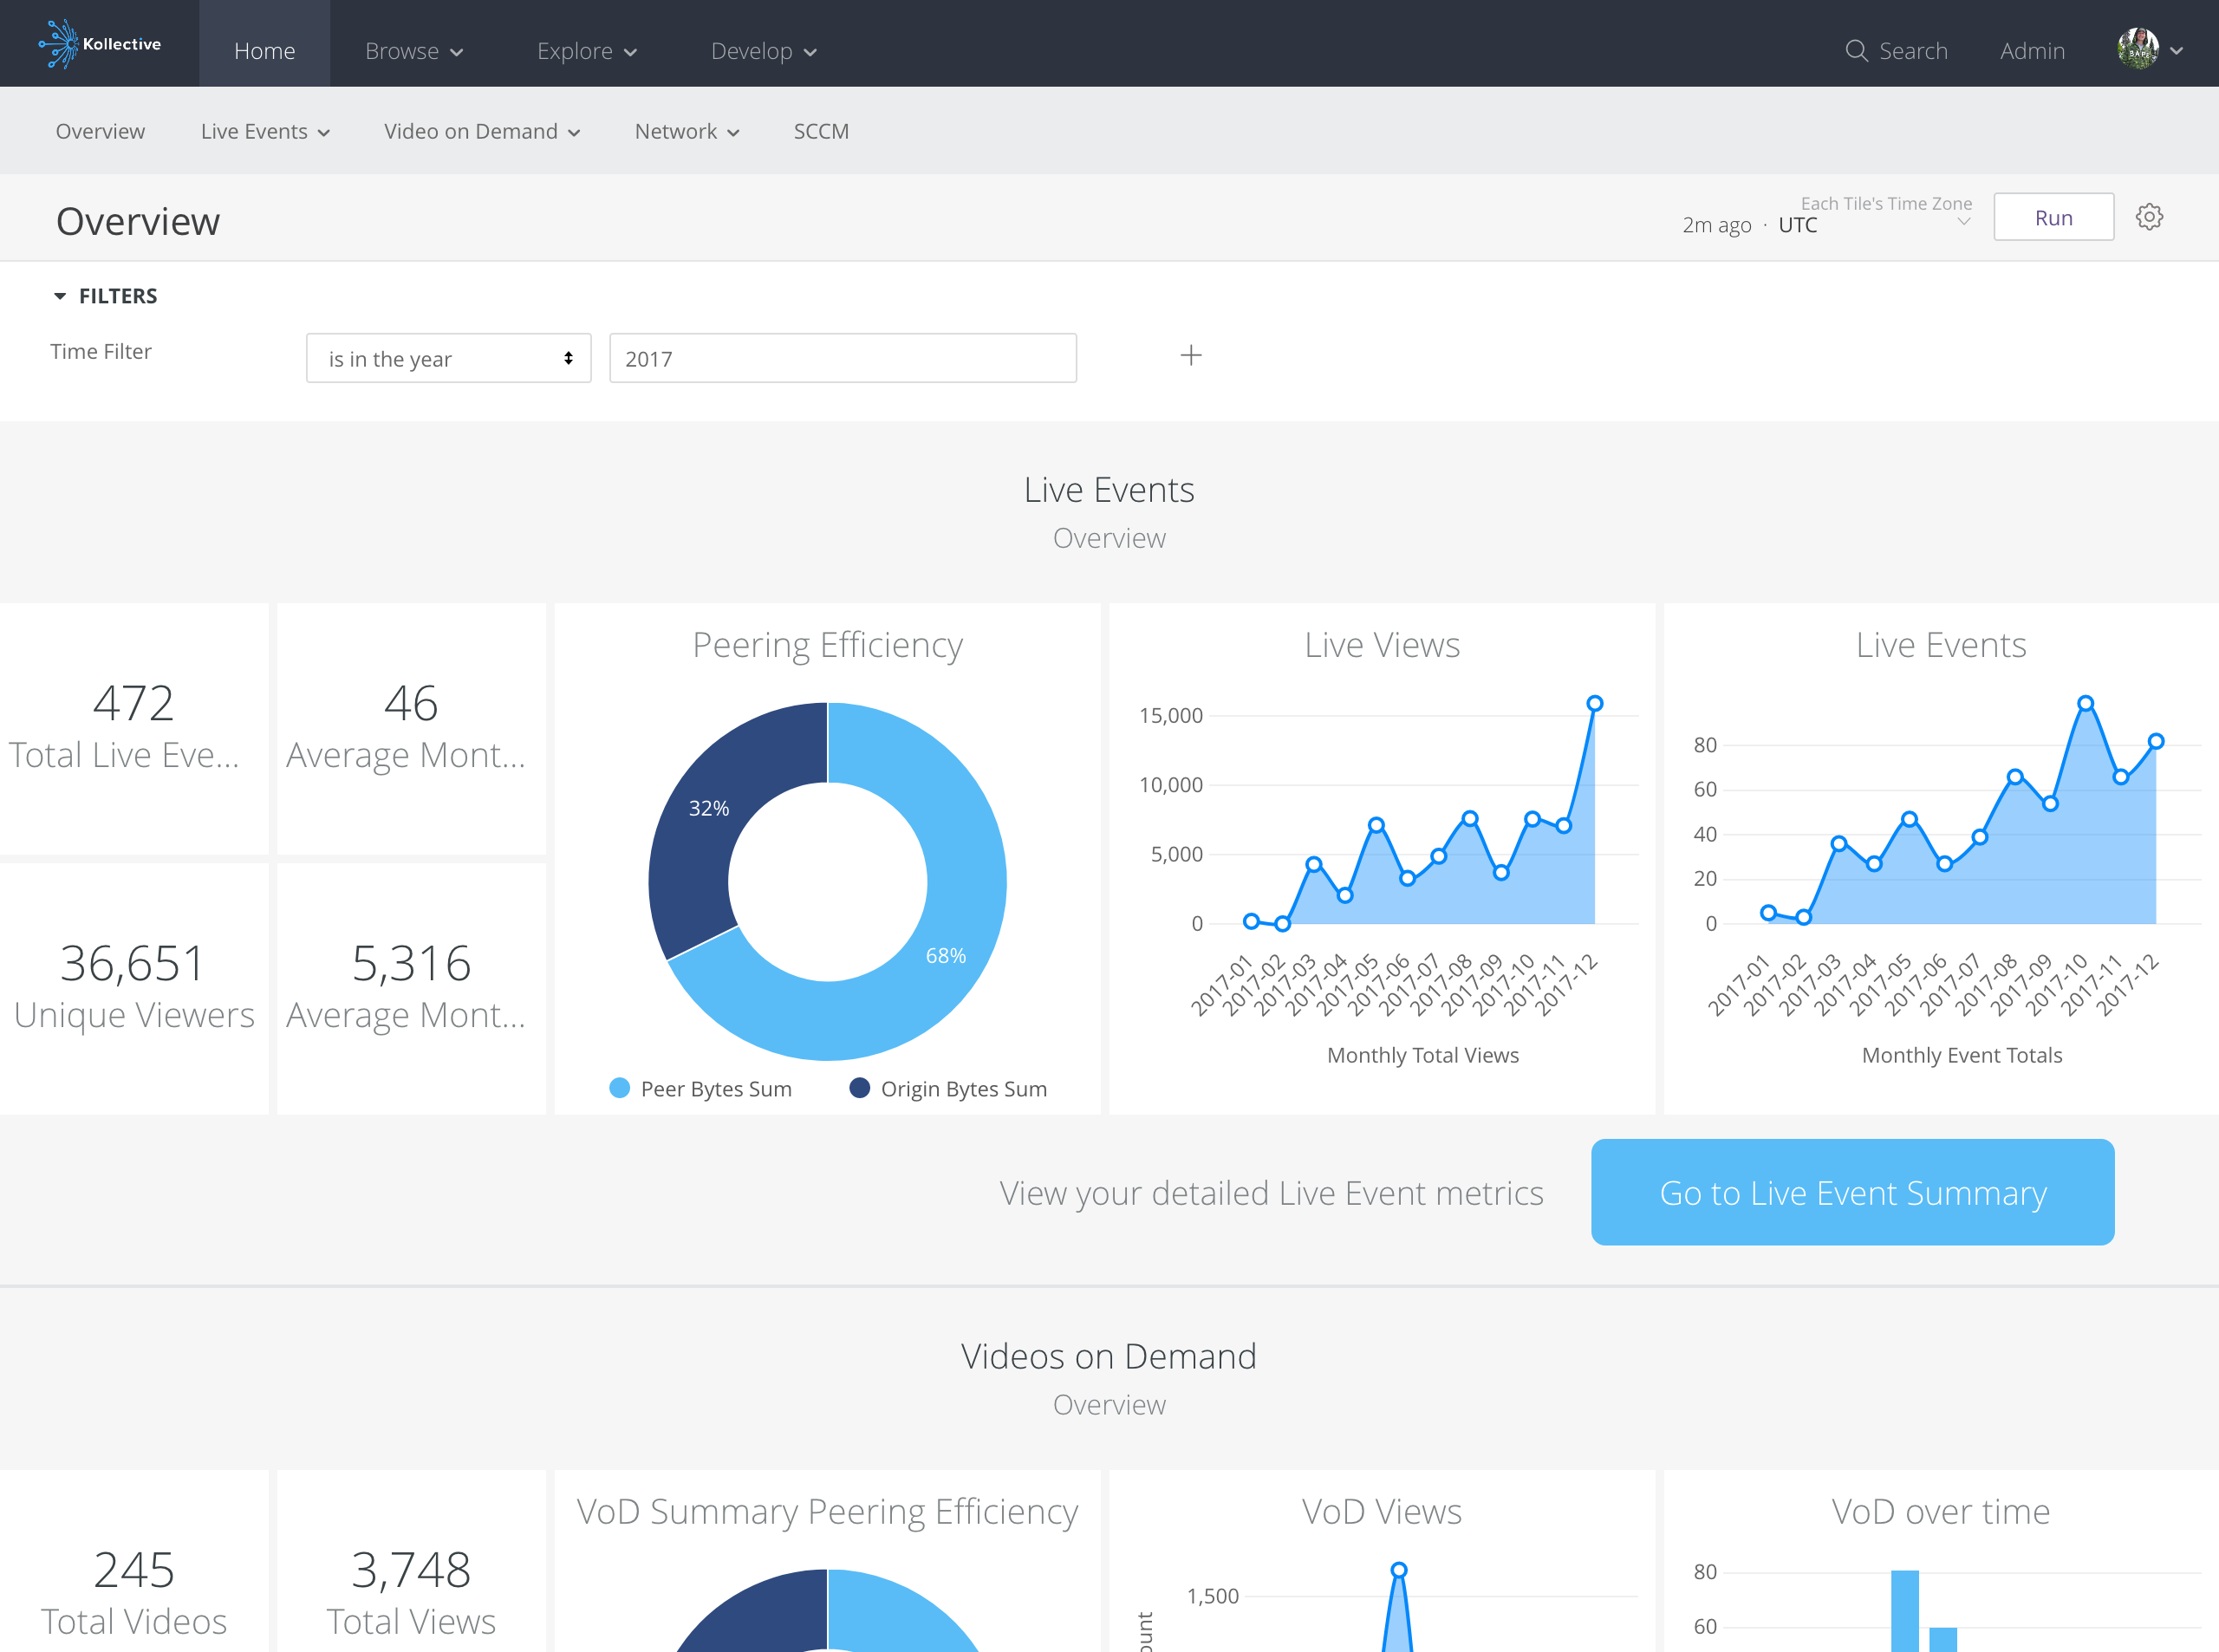 Kollective
Home
Browse
Explore
Develop
Search
Admin
Overview
Live Events
Video on Demand
Network
SCCM
Overview
Each Tile's Time Zone
2m ago · UTC
Run
FILTERS
Time Filter
is in the year
2017
Live Events
Overview
472
Total Live Eve...
46
Average Mont...
36,651
Unique Viewers
5,316
Average Mont...
Peering Efficiency
32%
68%
Peer Bytes Sum
Origin Bytes Sum
Live Views
15,000
10,000
5,000
0
2017-01
2017-02
2017-03
2017-04
2017-05
2017-06
2017-07
2017-08
2017-09
2017-10
2017-11
2017-12
Monthly Total Views
Live Events
80
60
40
20
0
2017-01
2017-02
2017-03
2017-04
2017-05
2017-06
2017-07
2017-08
2017-09
2017-10
2017-11
2017-12
Monthly Event Totals
View your detailed Live Event metrics
Go to Live Event Summary
Videos on Demand
Overview
245
Total Videos
3,748
Total Views
VoD Summary Peering Efficiency
VoD Views
1,500
VoD over time
80
60